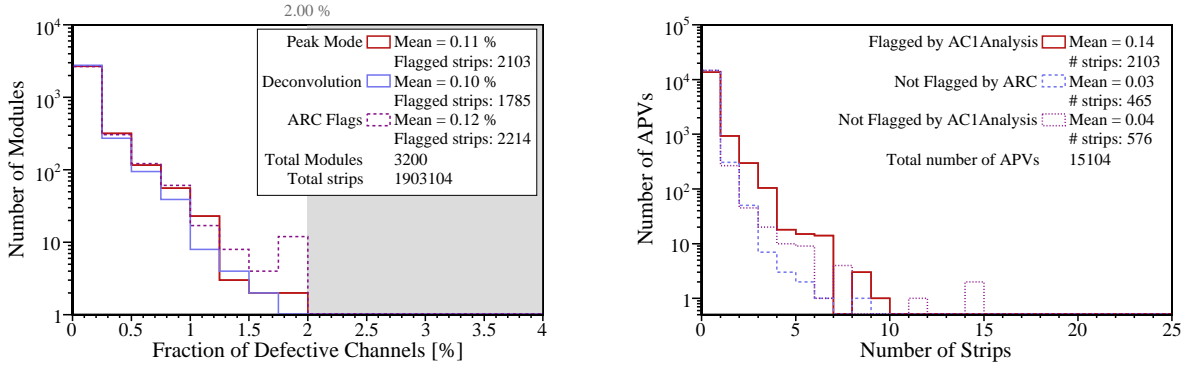 2.00 %
10^4
10^3
10^2
10
1
Number of Modules
Peak Mode Mean = 0.11 %
Flagged strips: 2103
Deconvolution Mean = 0.10 %
Flagged strips: 1785
ARC Flags Mean = 0.12 %
Flagged strips: 2214
Total Modules 3200
Total strips 1903104
0 0.5 1 1.5 2 2.5 3 3.5 4
Fraction of Defective Channels [%]
10^5
10^4
10^3
10^2
10
1
Number of APVs
Flagged by AC1Analysis Mean = 0.14
# strips: 2103
Not Flagged by ARC Mean = 0.03
# strips: 465
Not Flagged by AC1Analysis Mean = 0.04
# strips: 576
Total number of APVs 15104
0 5 10 15 20 25
Number of Strips